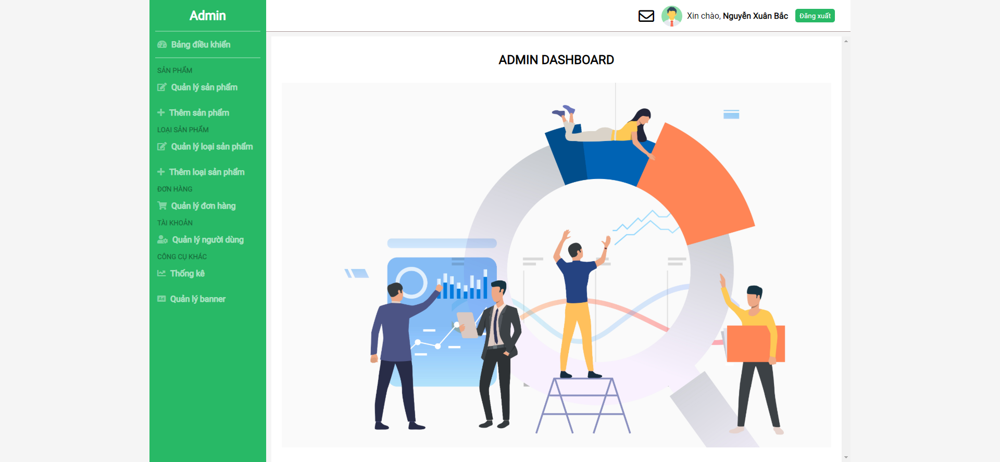 Admin
Xin chào, Nguyễn Xuân Bắc
Đăng xuất
Bảng điều khiển
SẢN PHẨM
Quản lý sản phẩm
Thêm sản phẩm
LOẠI SẢN PHẨM
Quản lý loại sản phẩm
Thêm loại sản phẩm
ĐƠN HÀNG
Quản lý đơn hàng
TÀI KHOẢN
Quản lý người dùng
CÔNG CỤ KHÁC
Thống kê
Ad Quản lý banner
ADMIN DASHBOARD